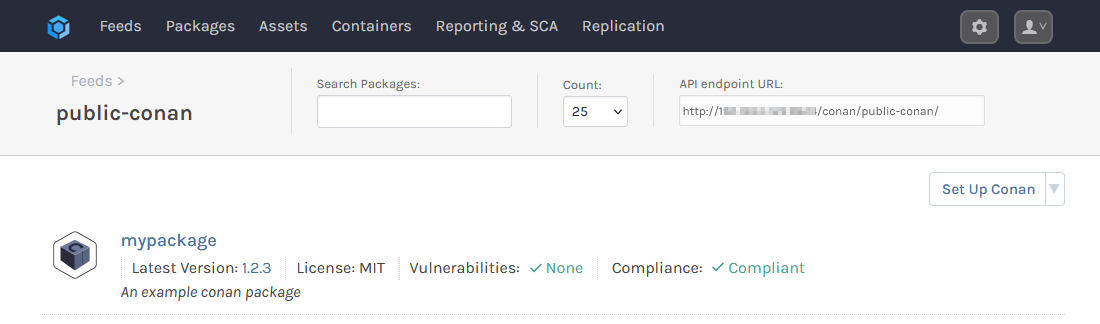 Feeds Packages Assets Containers Reporting & SCA Replication
Feeds >
public-conan
Search Packages:
Count:
25
API endpoint URL:
http://1 /conan/public-conan/
Set Up Conan
mypackage
Latest Version: 1.2.3 License: MIT Vulnerabilities: ✓ None Compliance: ✓ Compliant
An example conan package